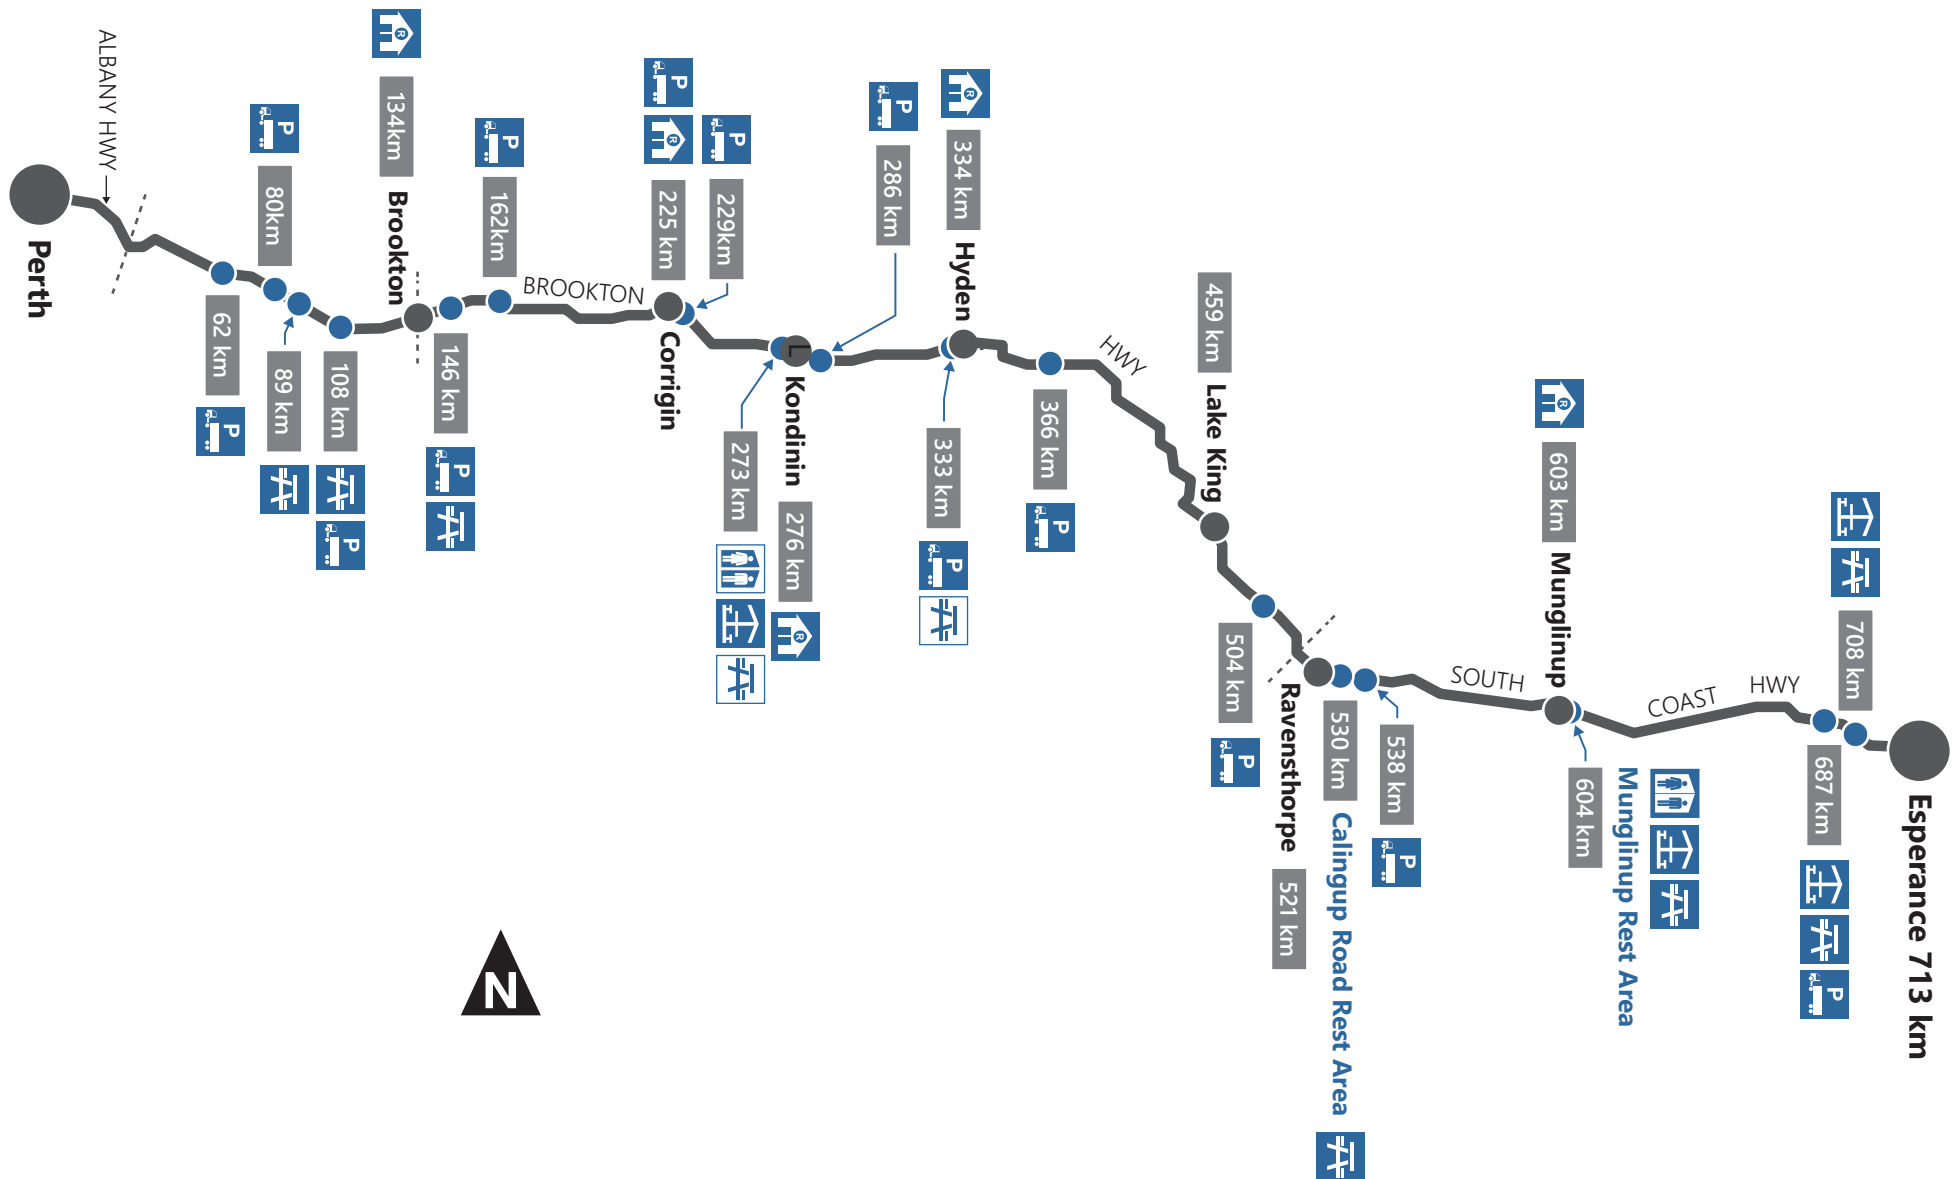 Perth
ALBANY HWY
62 km
P
P
80km
89 km
108 km
P
R
134km
Brookton
146 km
P
P
162km
BROOKTON
P
R
225 km
Corrigin
P
229km
273 km
L
Kondinin
276 km
R
P
286 km
333 km
P
R
334 km
Hyden
366 km
P
HWY
459 km
Lake King
504 km
P
Ravensthorpe
521 km
530 km
Calingup Road Rest Area
538 km
P
SOUTH
R
603 km
Munglinup
604 km
Munglinup Rest Area
COAST
HWY
687 km
P
708 km
Esperance 713 km
N